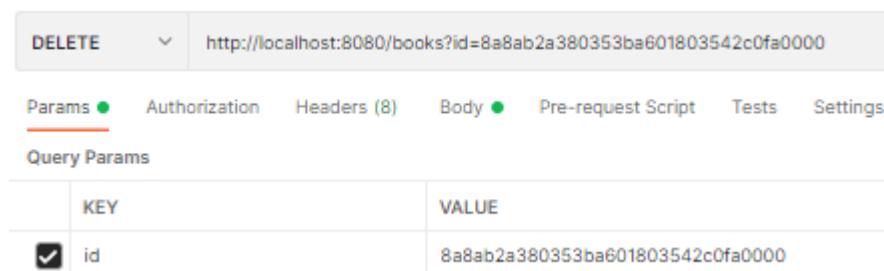 DELETE http://localhost:8080/books?id=8a8ab2a380353ba601803542c0fa0000
Params Authorization Headers (8) Body Pre-request Script Tests Settings
Query Params
KEY VALUE
id 8a8ab2a380353ba601803542c0fa0000